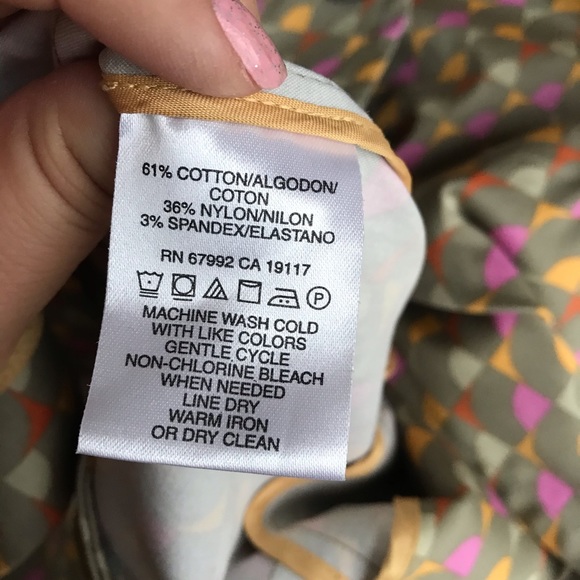 61% COTTON/ALGODON/
COTON
36% NYLON/NILON
3% SPANDEX/ELASTANO
RN 67992 CA 19117
P
MACHINE WASH COLD
WITH LIKE COLORS
GENTLE CYCLE
NON-CHLORINE BLEACH
WHEN NEEDED
LINE DRY
WARM IRON
OR DRY CLEAN